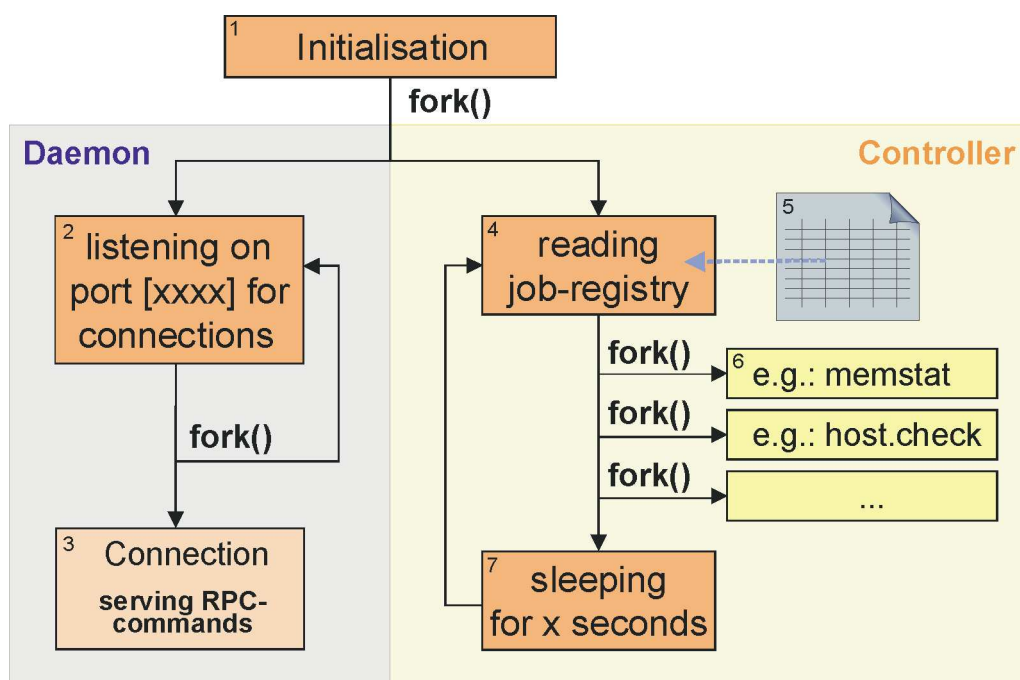 1
Initialisation
fork()
Daemon
Controller
2
listening on
port [xxxx] for
connections
fork()
3
Connection
serving RPC-
commands
4
reading
job-registry
5
fork()
6
e.g.: memstat
fork()
e.g.: host.check
fork()
...
7
sleeping
for x seconds